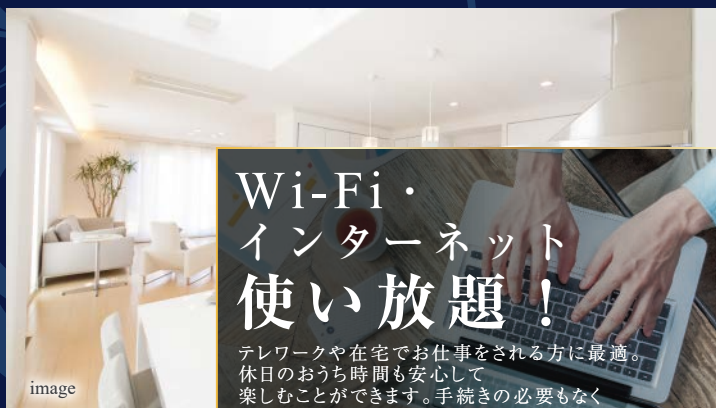 Wi-Fi・
インターネット
使い放題！
テレワークや在宅でお仕事をされる方に最適。
休日のおうち時間も安心して
楽しむことができます。手続きの必要もなく
image